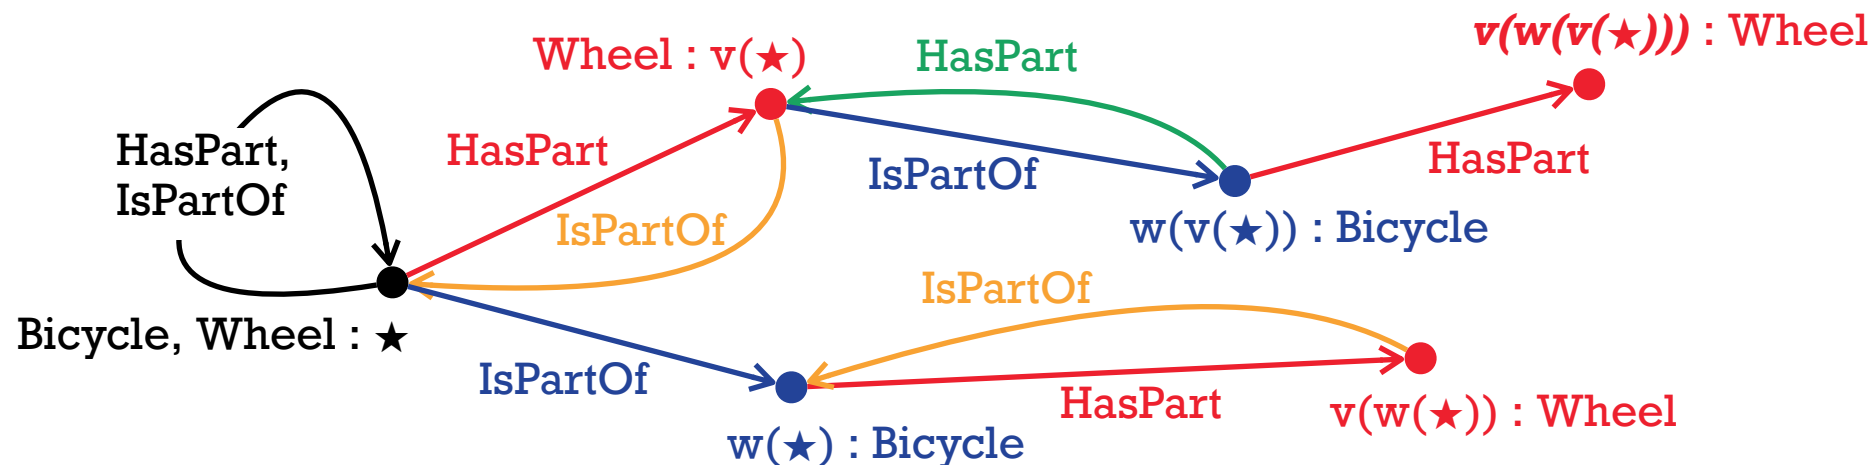 v(w(v(★))) : Wheel
Wheel : v(★)
HasPart
HasPart,
IsPartOf
HasPart
HasPart
IsPartOf
IsPartOf
w(v(★)) : Bicycle
IsPartOf
Bicycle, Wheel : ★
IsPartOf
HasPart
v(w(★)) : Wheel
w(★) : Bicycle